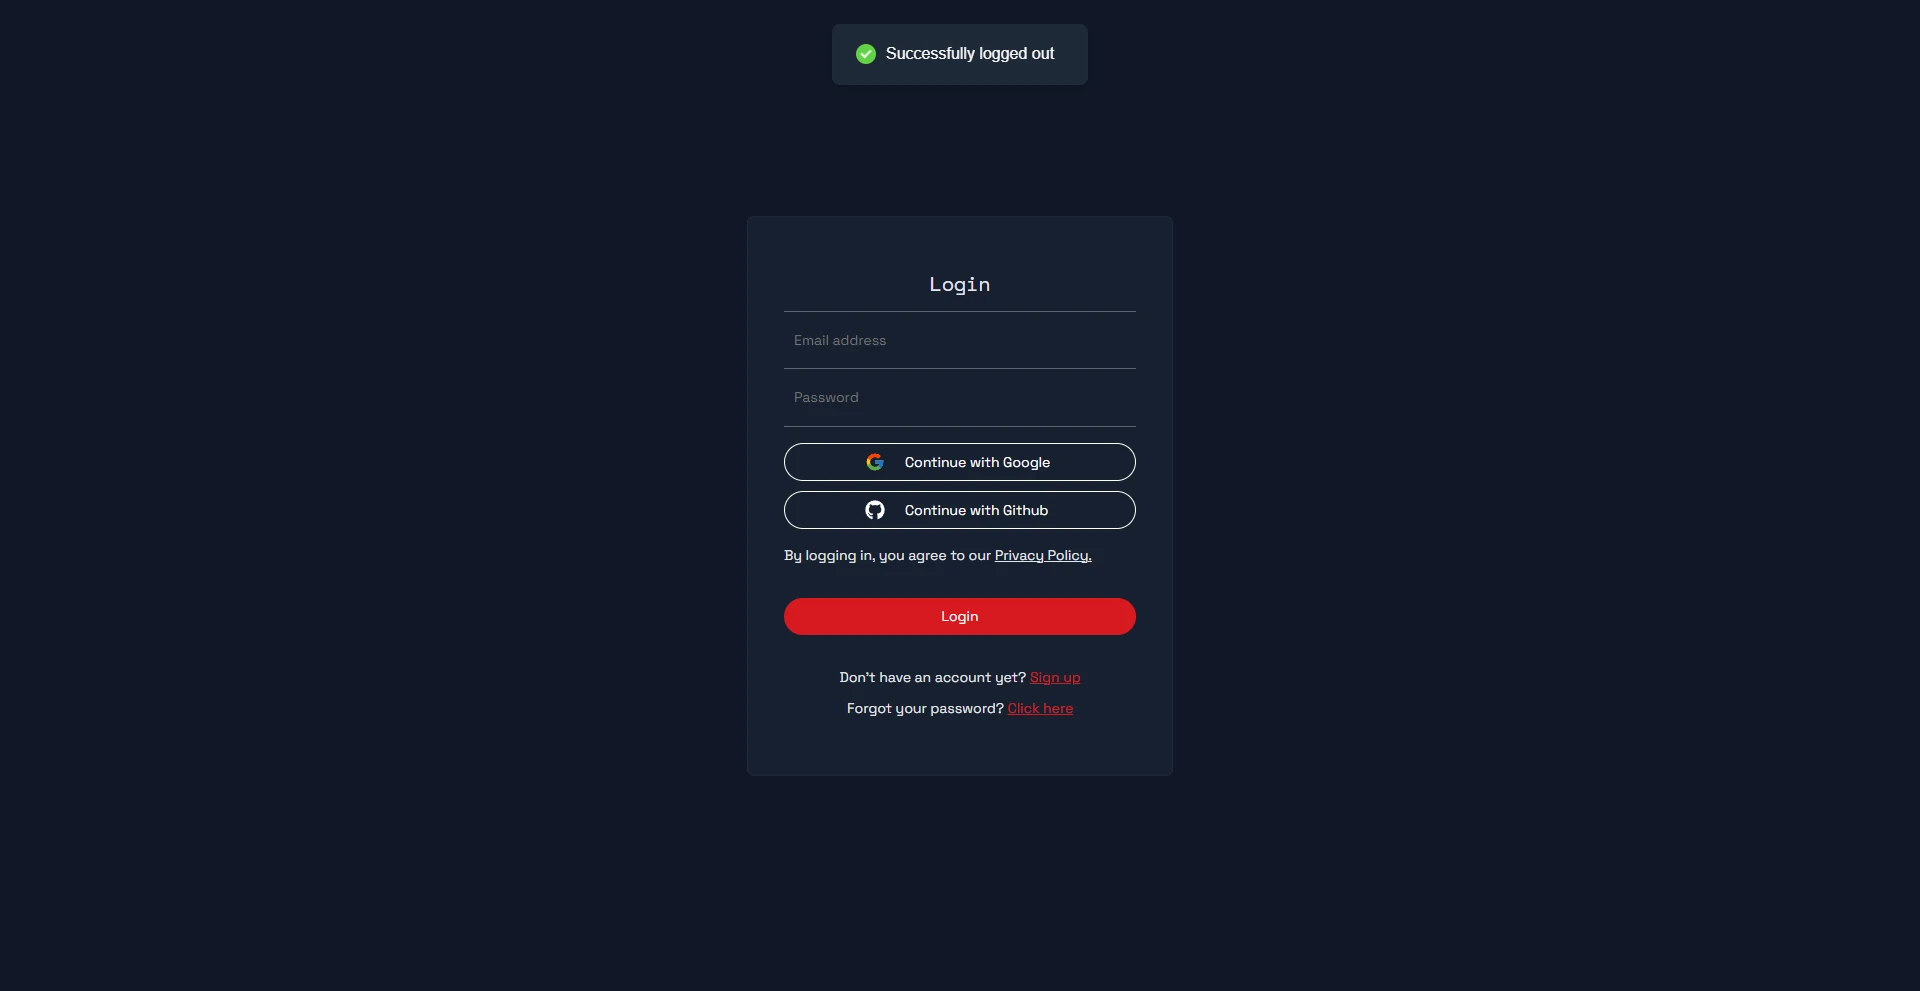 Successfully logged out
Login
Email address
Password
Continue with Google
Continue with Github
By logging in, you agree to our Privacy Policy.
Login
Don't have an account yet? Sign up
Forgot your password? Click here